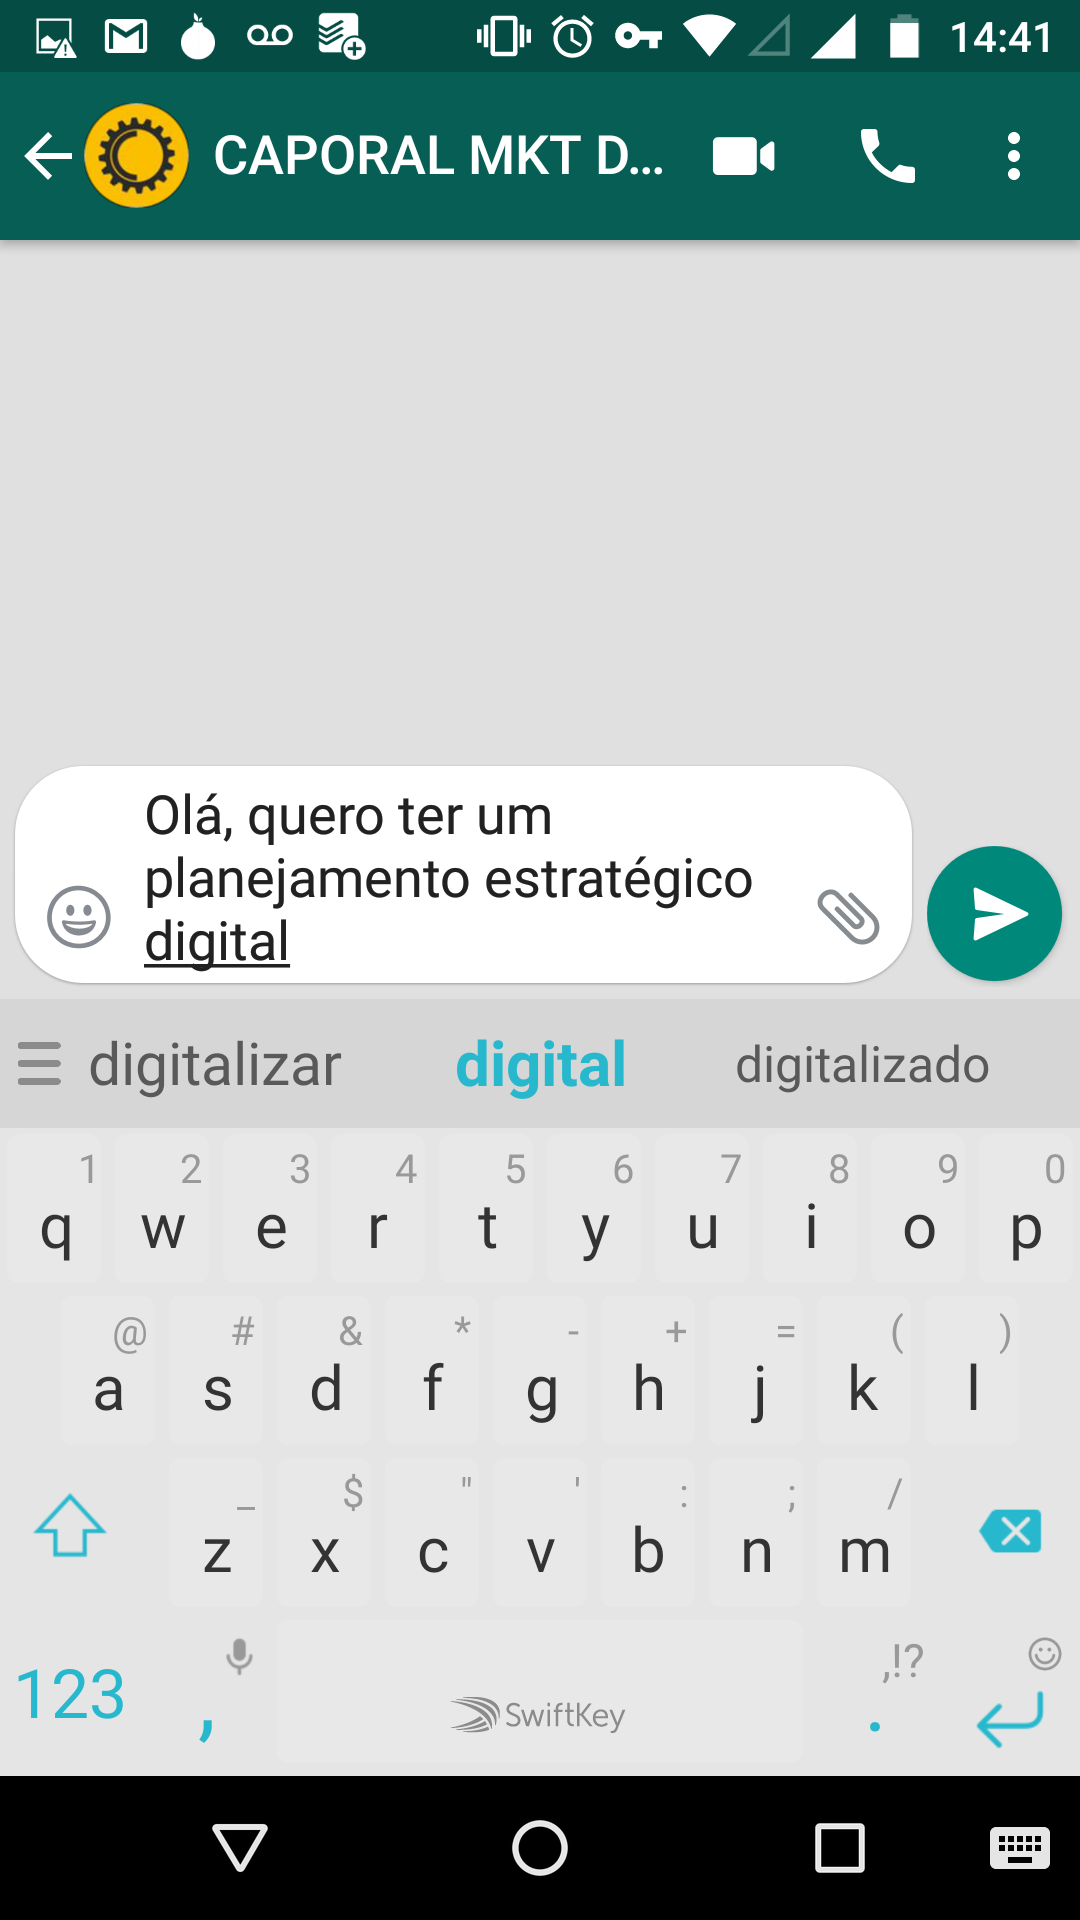 14:41
CAPORAL MKT D...
Olá, quero ter um
planejamento estratégico
digital
digitalizar digital digitalizado
1 2 3 4 5 6 7 8 9 0
q w e r t y u i o p
@ # & * - + = ( )
a s d f g h j k l
_ $ " ' : ; /
z x c v b n m
,!?
123 , SwiftKey .